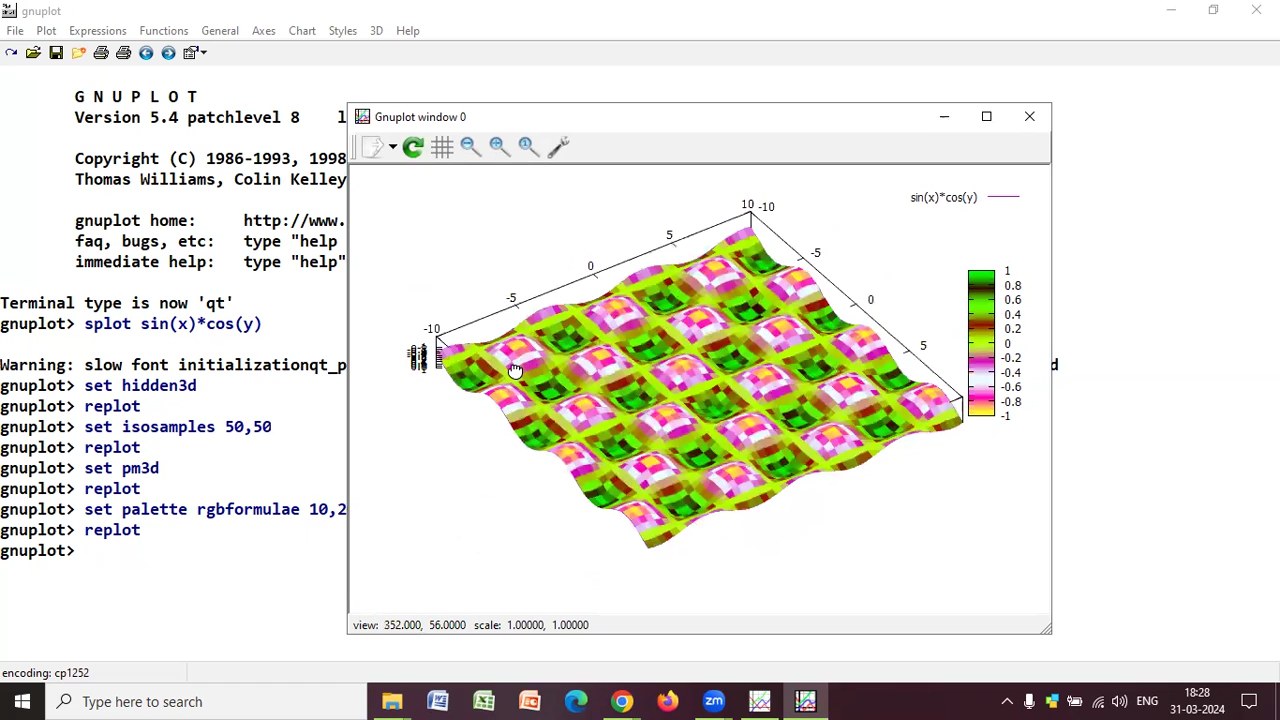 gnuplot
File Plot Expressions Functions General Axes Chart Styles 3D Help
G N U P L O T
Version 5.4 patchlevel 8 l
Copyright (C) 1986-1993, 1998
Thomas Williams, Colin Kelley
gnuplot home: http://www.
faq, bugs, etc: type "help
immediate help: type "help"
Terminal type is now 'qt'
gnuplot> splot sin(x)*cos(y)
Warning: slow font initializationqt_p d
gnuplot> set hidden3d
gnuplot> replot
gnuplot> set isosamples 50,50
gnuplot> replot
gnuplot> set pm3d
gnuplot> replot
gnuplot> set palette rgbformulae 10,2
gnuplot> replot
gnuplot>
Gnuplot window 0
sin(x)*cos(y)
10 -10
5 -5
0 0
-5 5
-10
1
0.8
0.6
0.4
0.2
0
-0.2
-0.4
-0.6
-0.8
-1
view: 352.000, 56.0000 scale: 1.00000, 1.00000
encoding: cp1252
Type here to search
zm
ENG
18:28
31-03-2024